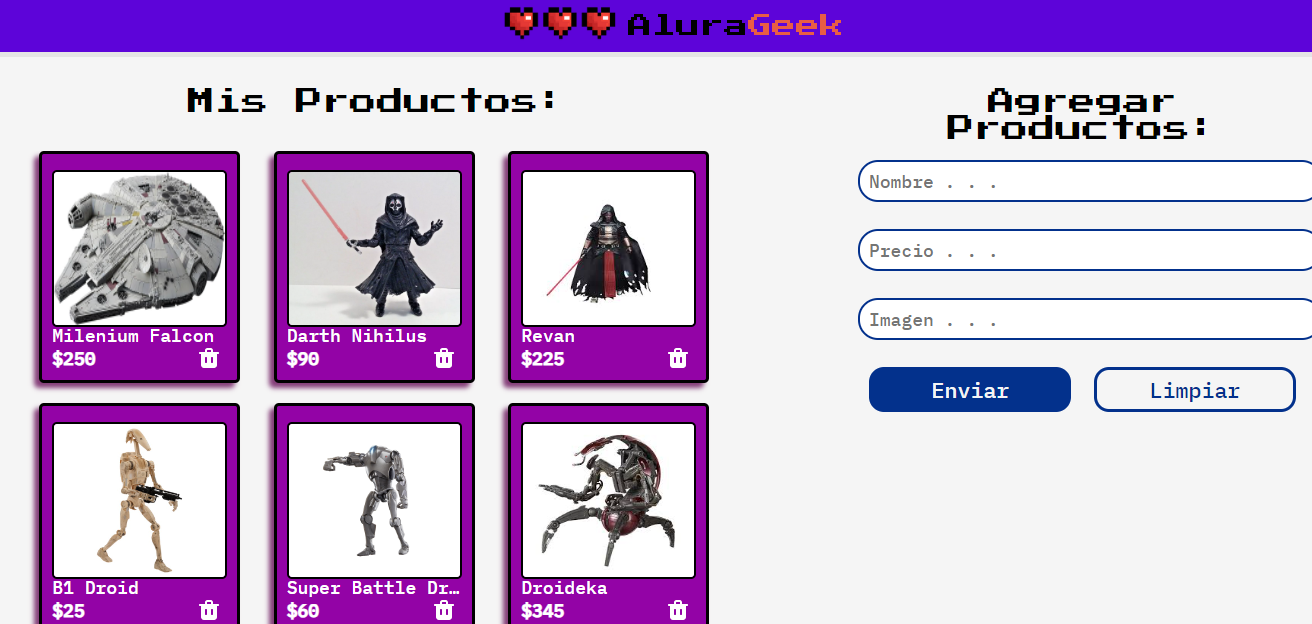 AluraGeek
Mis Productos:
Milenium Falcon
$250
Darth Nihilus
$90
Revan
$225
B1 Droid
$25
Super Battle Dr…
$60
Droideka
$345
Agregar
Productos:
Nombre . . .
Precio . . .
Imagen . . .
Enviar
Limpiar